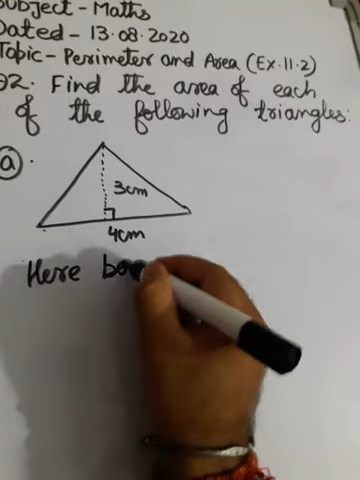 Subject - Maths
Dated - 13.08.2020
Topic - Perimeter and Area (Ex.11.2)
Q2. Find the area of each
of the following triangles:
a.
3cm
4cm
Here